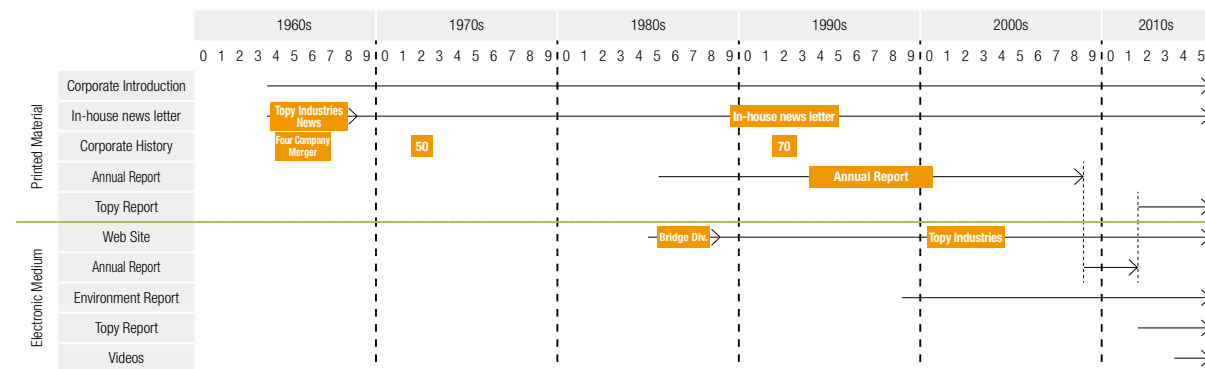 1960s 1970s 1980s 1990s 2000s 2010s
0 1 2 3 4 5 6 7 8 9 0 1 2 3 4 5 6 7 8 9 0 1 2 3 4 5 6 7 8 9 0 1 2 3 4 5 6 7 8 9 0 1 2 3 4 5 6 7 8 9 0 1 2 3 4 5
Printed Material
Corporate Introduction
In-house news letter
Topy Industries
News
In-house news letter
Corporate History
Four Company
Merger
50
70
Annual Report
Annual Report
Topy Report
Electronic Medium
Web Site
Bridge Div.
Topy Industries
Annual Report
Environment Report
Topy Report
Videos